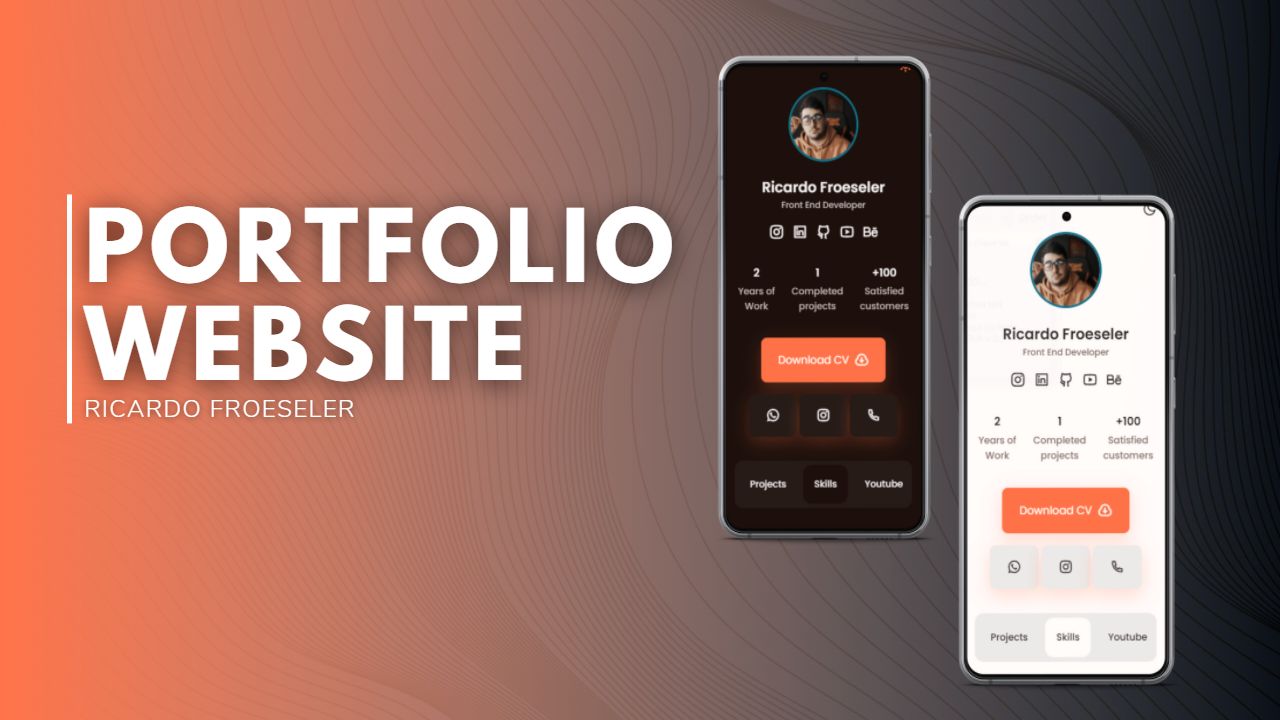 PORTFOLIO
WEBSITE
RICARDO FROESELER
Ricardo Froeseler
Front End Developer
Bē
2 1 +100
Years of Completed Satisfied
Work projects customers
Download CV
Projects Skills Youtube
Ricardo Froeseler
Front End Developer
Bē
2 1 +100
Years of Completed Satisfied
Work projects customers
Download CV
Projects Skills Youtube